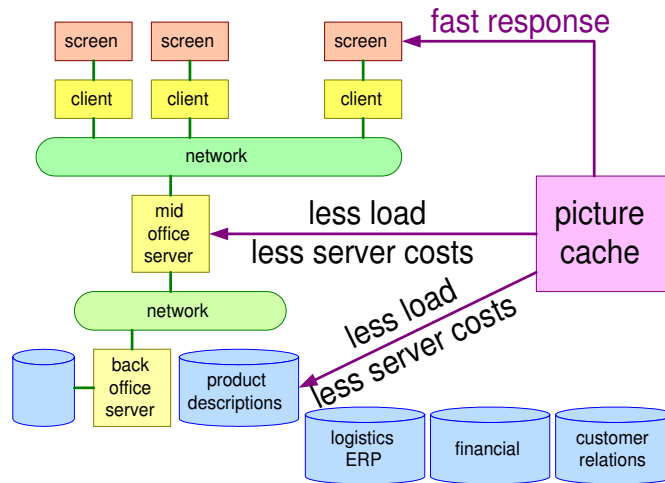 screen
screen
screen
fast response
client
client
client
network
mid
office
server
less load
less server costs
picture
cache
network
less load
less server costs
back
office
server
product
descriptions
logistics
ERP
financial
customer
relations